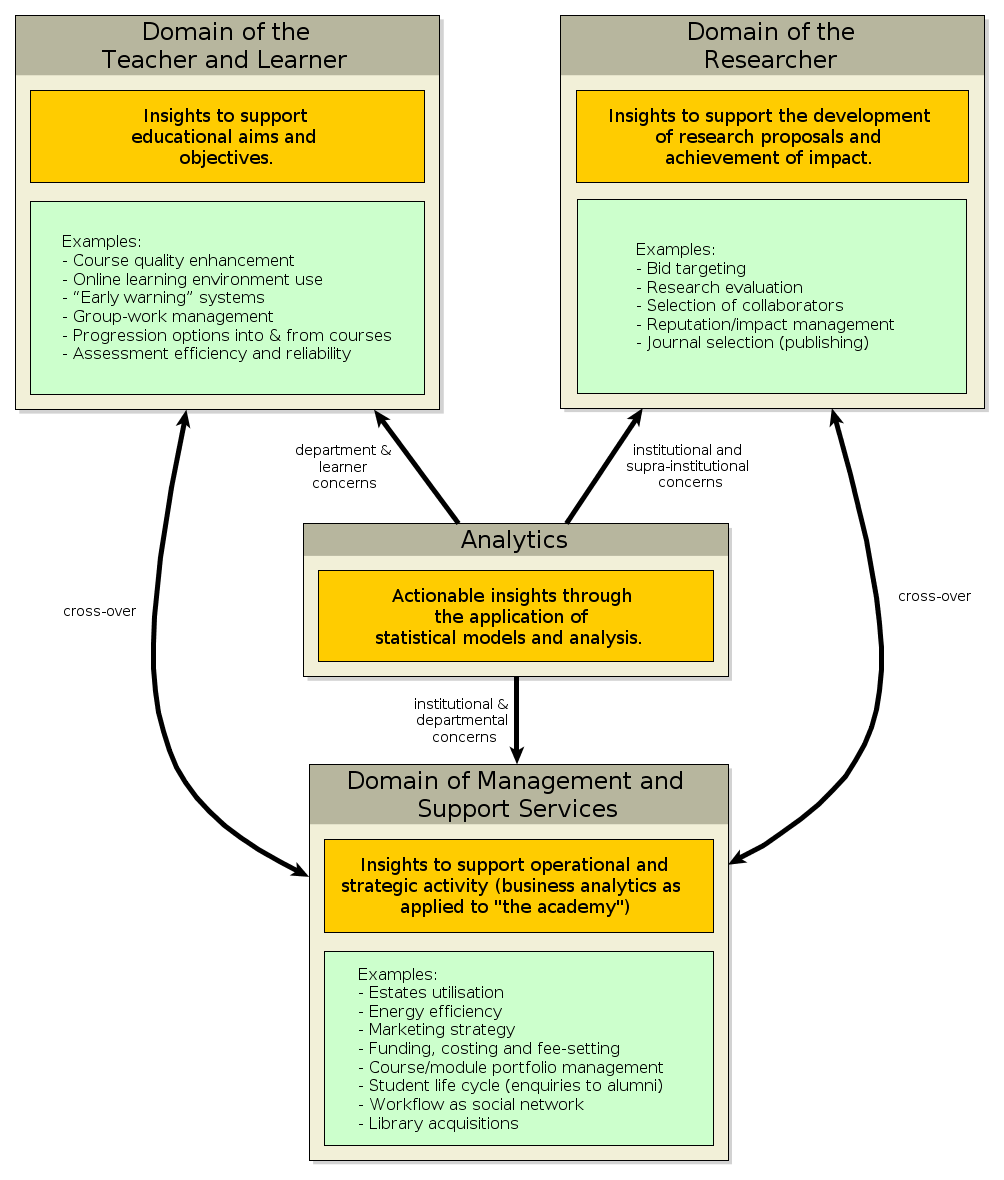 Domain of the
Teacher and Learner
Insights to support
educational aims and
objectives.
Examples:
- Course quality enhancement
- Online learning environment use
- “Early warning” systems
- Group-work management
- Progression options into & from courses
- Assessment efficiency and reliability
Domain of the
Researcher
Insights to support the development
of research proposals and
achievement of impact.
Examples:
- Bid targeting
- Research evaluation
- Selection of collaborators
- Reputation/impact management
- Journal selection (publishing)
department &
learner
concerns
institutional and
supra-institutional
concerns
Analytics
Actionable insights through
the application of
statistical models and analysis.
cross-over
cross-over
institutional &
departmental
concerns
Domain of Management and
Support Services
Insights to support operational and
strategic activity (business analytics as
applied to "the academy")
Examples:
- Estates utilisation
- Energy efficiency
- Marketing strategy
- Funding, costing and fee-setting
- Course/module portfolio management
- Student life cycle (enquiries to alumni)
- Workflow as social network
- Library acquisitions